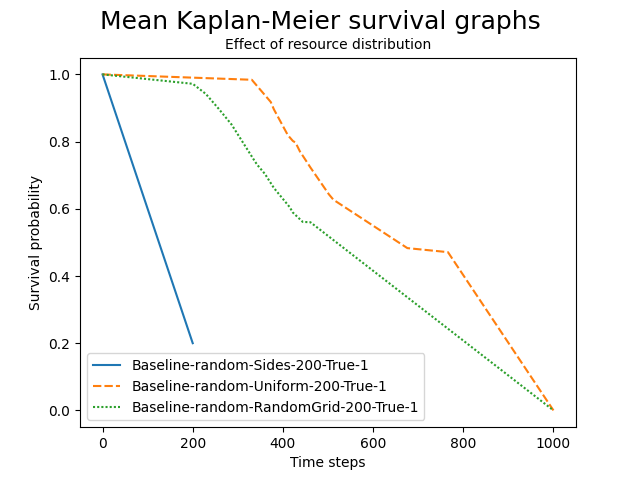 Mean Kaplan-Meier survival graphs
Effect of resource distribution
Survival probability
1.0
0.8
0.6
0.4
0.2
0.0
Baseline-random-Sides-200-True-1
Baseline-random-Uniform-200-True-1
Baseline-random-RandomGrid-200-True-1
0 200 400 600 800 1000
Time steps